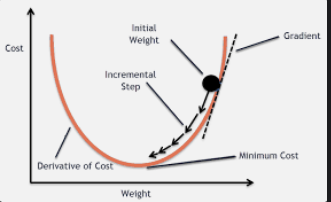 Initial
Weight
Gradient
Cost
Incremental
Step
Minimum Cost
Derivative of Cost
Weight